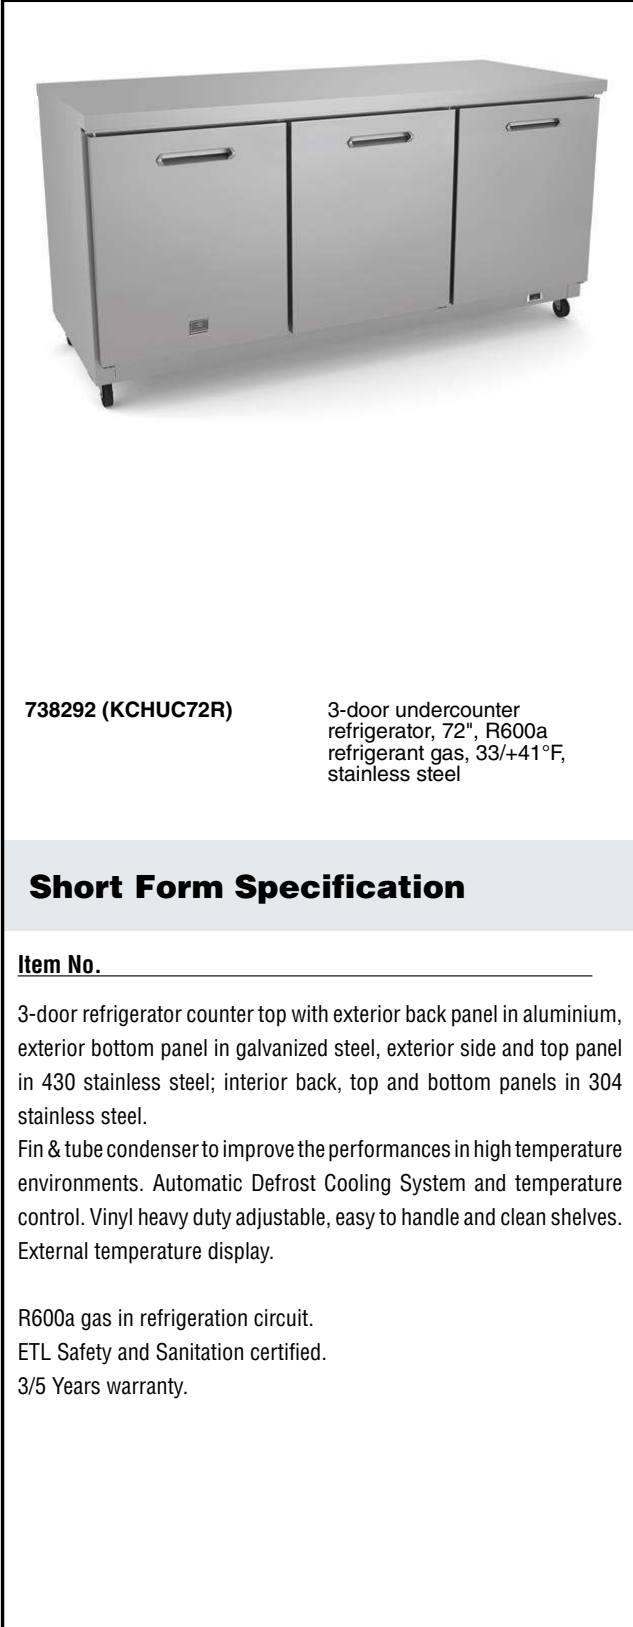 738292 (KCHUC72R)
3-door undercounter
refrigerator, 72", R600a
refrigerant gas, 33/+41°F,
stainless steel
Short Form Specification
Item No.
3-door refrigerator counter top with exterior back panel in aluminium,
exterior bottom panel in galvanized steel, exterior side and top panel
in 430 stainless steel; interior back, top and bottom panels in 304
stainless steel.
Fin & tube condenser to improve the performances in high temperature
environments. Automatic Defrost Cooling System and temperature
control. Vinyl heavy duty adjustable, easy to handle and clean shelves.
External temperature display.
R600a gas in refrigeration circuit.
ETL Safety and Sanitation certified.
3/5 Years warranty.